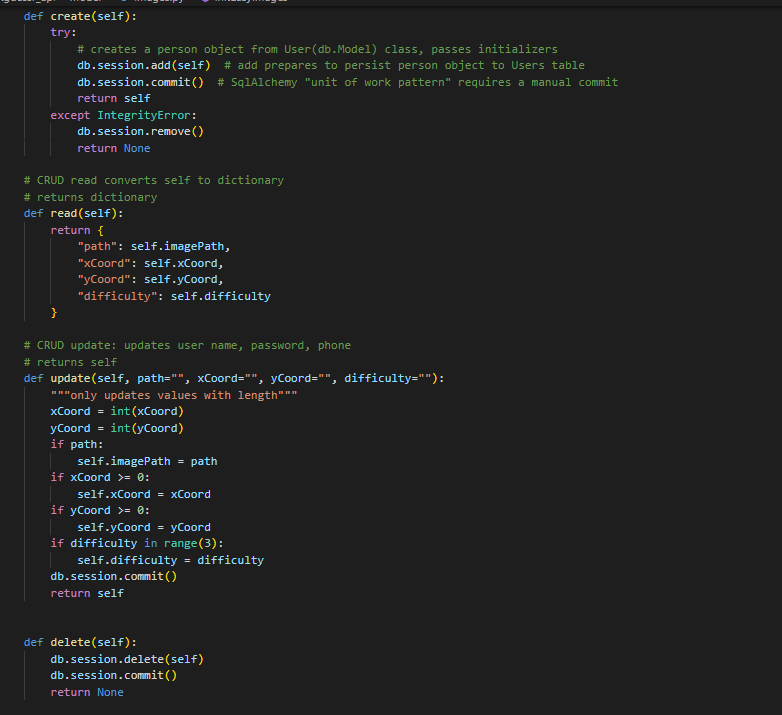 def create(self):
    try:
        # creates a person object from User(db.Model) class, passes initializers
        db.session.add(self)  # add prepares to persist person object to Users table
        db.session.commit()  # SqlAlchemy "unit of work pattern" requires a manual commit
        return self
    except IntegrityError:
        db.session.remove()
        return None

# CRUD read converts self to dictionary
# returns dictionary
def read(self):
    return {
        "path": self.imagePath,
        "xCoord": self.xCoord,
        "yCoord": self.yCoord,
        "difficulty": self.difficulty
    }

# CRUD update: updates user name, password, phone
# returns self
def update(self, path="", xCoord="", yCoord="", difficulty=""):
    """only updates values with length"""
    xCoord = int(xCoord)
    yCoord = int(yCoord)
    if path:
        self.imagePath = path
    if xCoord >= 0:
        self.xCoord = xCoord
    if yCoord >= 0:
        self.yCoord = yCoord
    if difficulty in range(3):
        self.difficulty = difficulty
    db.session.commit()
    return self


def delete(self):
    db.session.delete(self)
    db.session.commit()
    return None